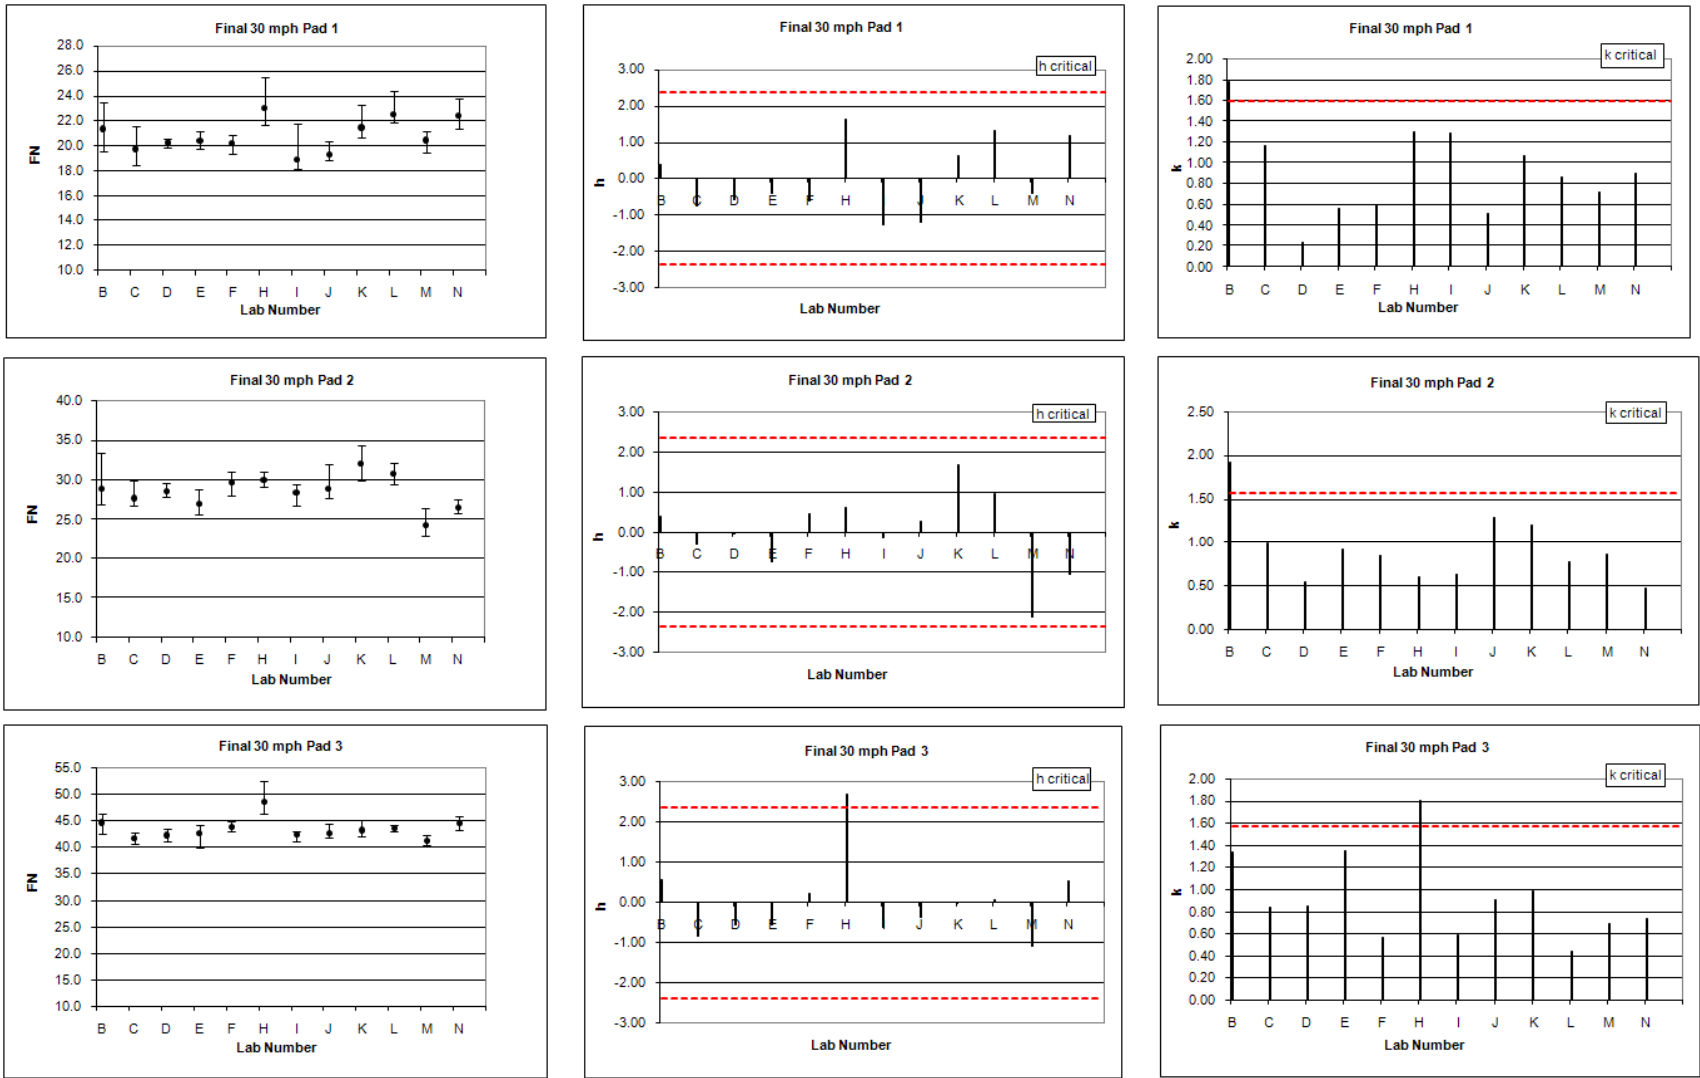 Final 30 mph Pad 1
FN
28.0
26.0
24.0
22.0
20.0
18.0
16.0
14.0
12.0
10.0
B C D E F H I J K L M N
Lab Number
Final 30 mph Pad 1
h critical
h
3.00
2.00
1.00
0.00
-1.00
-2.00
-3.00
B C D E F H J K L M N
Lab Number
Final 30 mph Pad 1
k critical
k
2.00
1.80
1.60
1.40
1.20
1.00
0.80
0.60
0.40
0.20
0.00
B C D E F H I J K L M N
Lab Number
Final 30 mph Pad 2
FN
40.0
35.0
30.0
25.0
20.0
15.0
10.0
B C D E F H I J K L M N
Lab Number
Final 30 mph Pad 2
h critical
h
3.00
2.00
1.00
0.00
-1.00
-2.00
-3.00
B C D E F H I J K L M N
Lab Number
Final 30 mph Pad 2
k critical
k
2.50
2.00
1.50
1.00
0.50
0.00
B C D E F H I J K L M N
Lab Number
Final 30 mph Pad 3
FN
55.0
50.0
45.0
40.0
35.0
30.0
25.0
20.0
15.0
10.0
B C D E F H I J K L M N
Lab Number
Final 30 mph Pad 3
h critical
h
3.00
2.00
1.00
0.00
-1.00
-2.00
-3.00
B C D E F H J K L M N
Lab Number
Final 30 mph Pad 3
k critical
k
2.00
1.80
1.60
1.40
1.20
1.00
0.80
0.60
0.40
0.20
0.00
B C D E F H I J K L M N
Lab Number